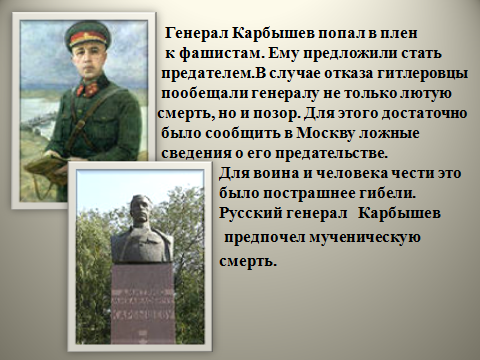 Генерал Карбышев попал в плен
к фашистам. Ему предложили стать
предателем.В случае отказа гитлеровцы
пообещали генералу не только лютую
смерть, но и позор. Для этого достаточно
было сообщить в Москву ложные
сведения о его предательстве.
Для воина и человека чести это
было пострашнее гибели.
Русский генерал Карбышев
предпочел мученическую
смерть.
ДМИТРИЮ
МИХАЙЛОВИЧУ
КАРБЫШЕВУ